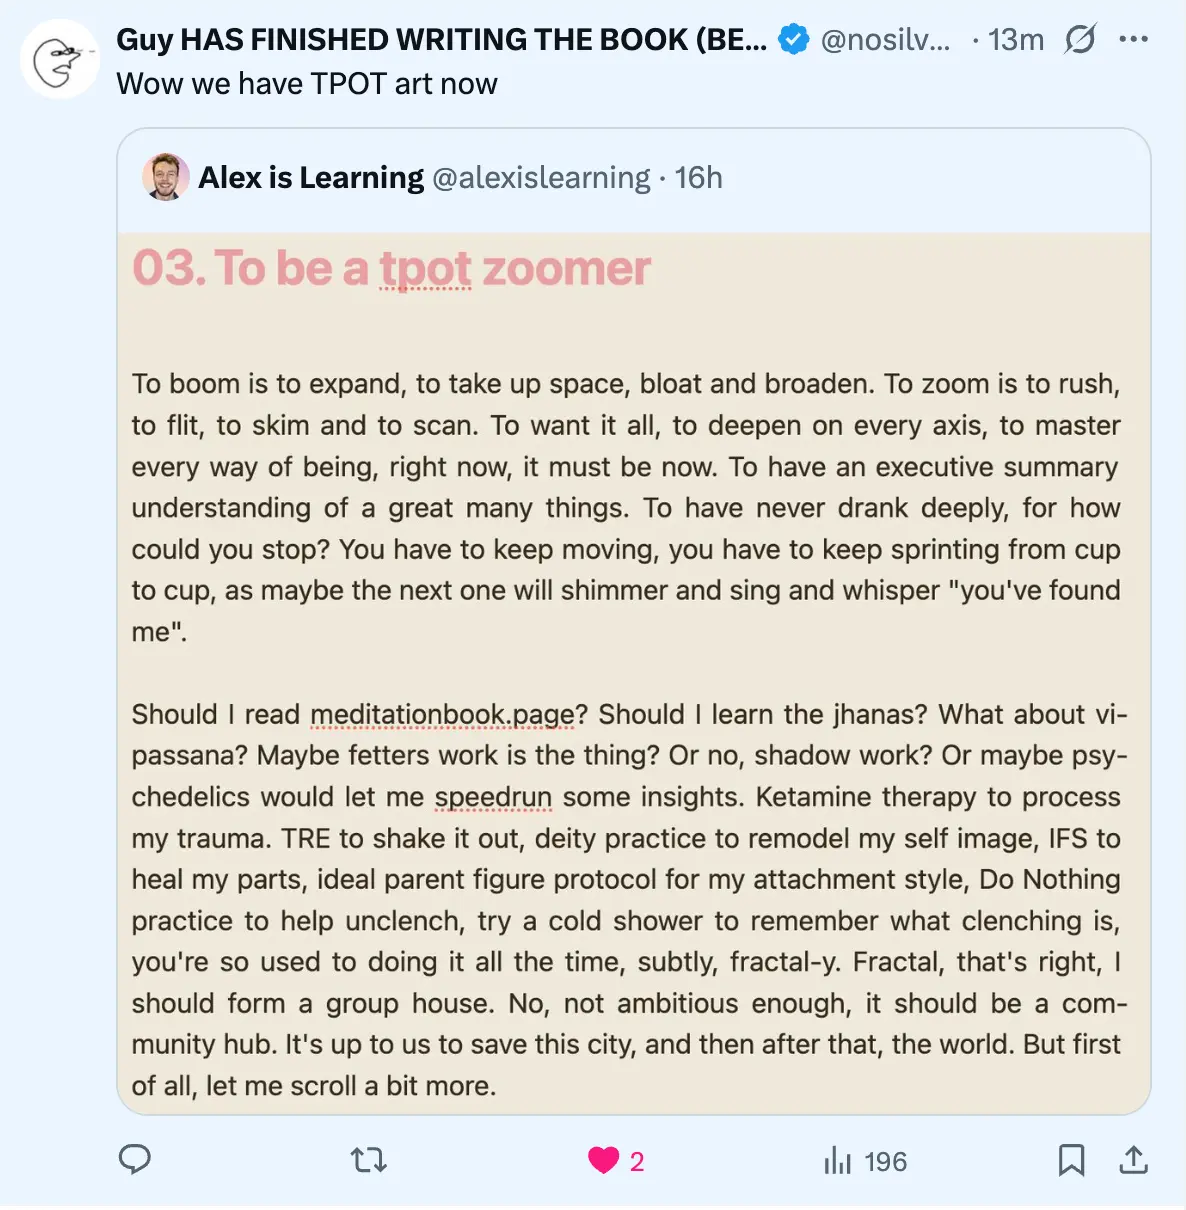 Guy HAS FINISHED WRITING THE BOOK (BE... @nosilv... · 13m
Wow we have TPOT art now
Alex is Learning @alexislearning · 16h
03. To be a tpot zoomer
To boom is to expand, to take up space, bloat and broaden. To zoom is to rush,
to flit, to skim and to scan. To want it all, to deepen on every axis, to master
every way of being, right now, it must be now. To have an executive summary
understanding of a great many things. To have never drank deeply, for how
could you stop? You have to keep moving, you have to keep sprinting from cup
to cup, as maybe the next one will shimmer and sing and whisper "you've found
me".
Should I read meditationbook.page? Should I learn the jhanas? What about vi-
passana? Maybe fetters work is the thing? Or no, shadow work? Or maybe psy-
chedelics would let me speedrun some insights. Ketamine therapy to process
my trauma. TRE to shake it out, deity practice to remodel my self image, IFS to
heal my parts, ideal parent figure protocol for my attachment style, Do Nothing
practice to help unclench, try a cold shower to remember what clenching is,
you're so used to doing it all the time, subtly, fractal-y. Fractal, that's right, I
should form a group house. No, not ambitious enough, it should be a com-
munity hub. It's up to us to save this city, and then after that, the world. But first
of all, let me scroll a bit more.
2 196